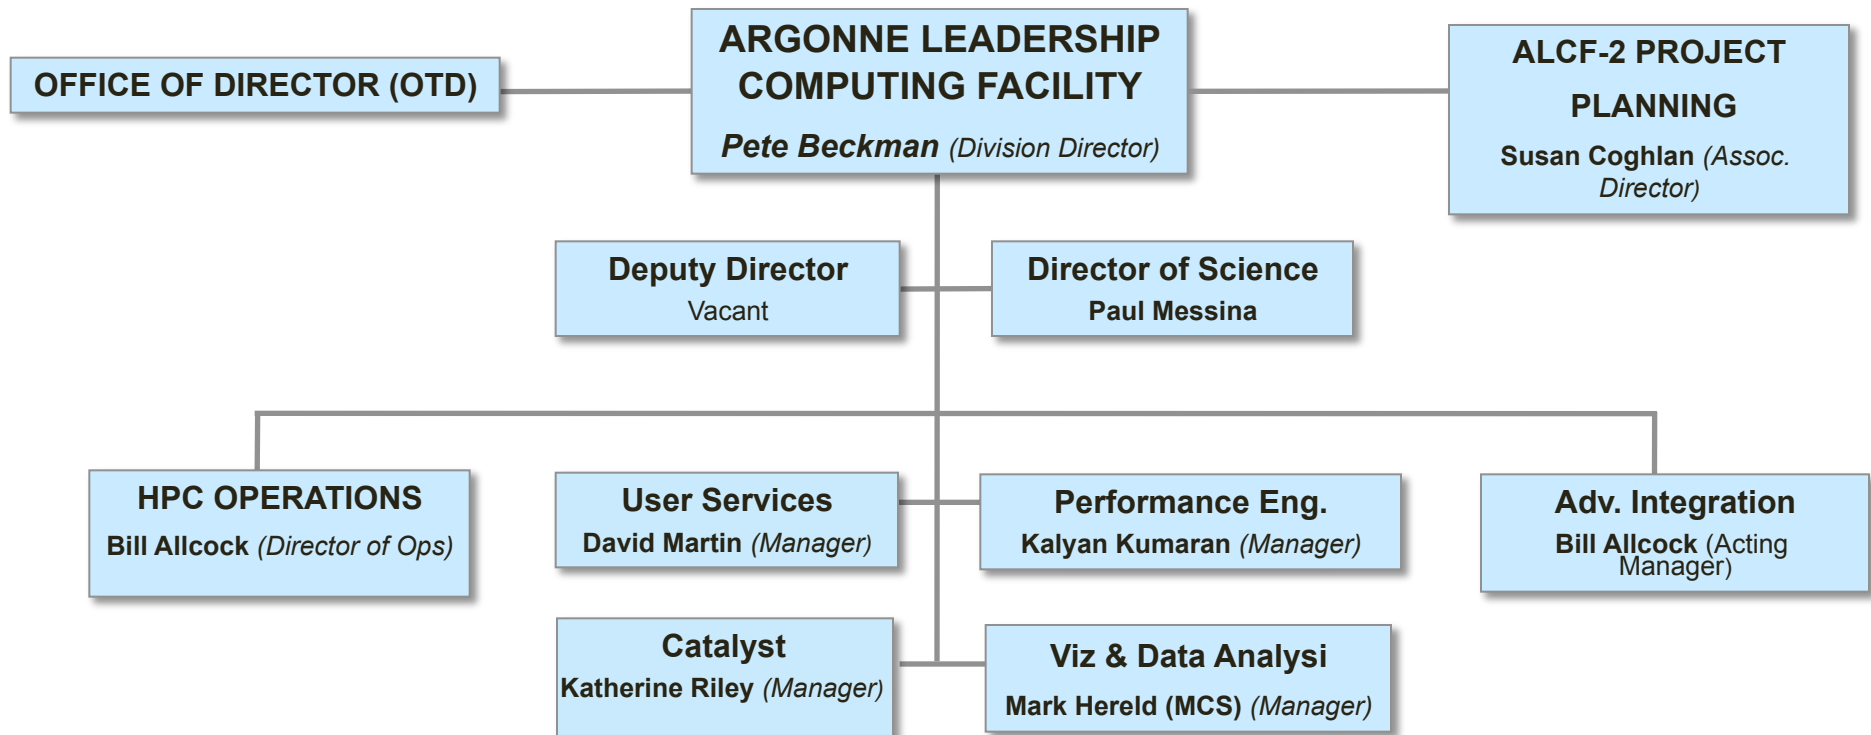 OFFICE OF DIRECTOR (OTD)
ARGONNE LEADERSHIP
COMPUTING FACILITY
Pete Beckman (Division Director)
ALCF-2 PROJECT
PLANNING
Susan Coghlan (Assoc.
Director)
Deputy Director
Vacant
Director of Science
Paul Messina
HPC OPERATIONS
Bill Allcock (Director of Ops)
User Services
David Martin (Manager)
Performance Eng.
Kalyan Kumaran (Manager)
Adv. Integration
Bill Allcock (Acting
Manager)
Catalyst
Katherine Riley (Manager)
Viz & Data Analysi
Mark Hereld (MCS) (Manager)